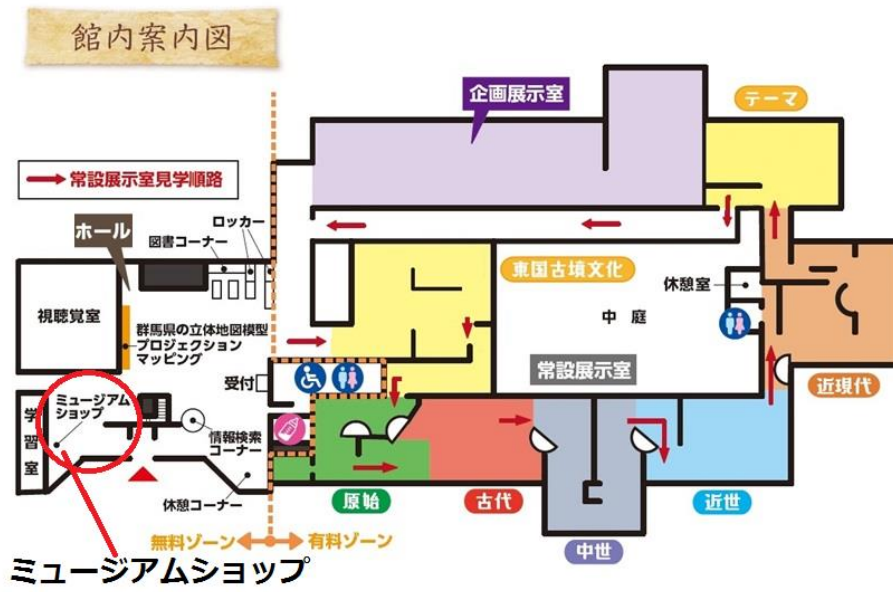 館内案内図
企画展示室
テーマ
常設展示室見学順路
ロッカー
ホール
図書コーナー
東国古墳文化
休憩室
視聴覚室
中庭
群馬県の立体地図模型
プロジェクション
マッピング
常設展示室
受付
近現代
ミュージアム
ショップ
学習室
情報検索
コーナー
休憩コーナー
原始
古代
近世
中世
無料ゾーン
有料ゾーン
ミュージアムショップ